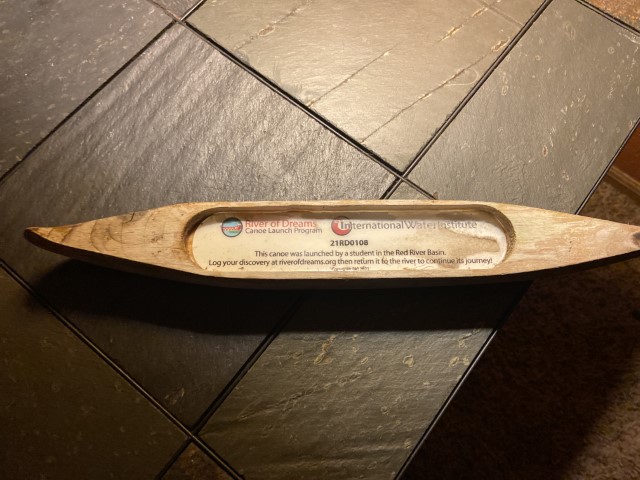 River of Dreams
Canoe Launch Program
International Water Institute
21RD0108
This canoe was launched by a student in the Red River Basin.
Log your discovery at riverofdreams.org then return it to the river to continue its journey!